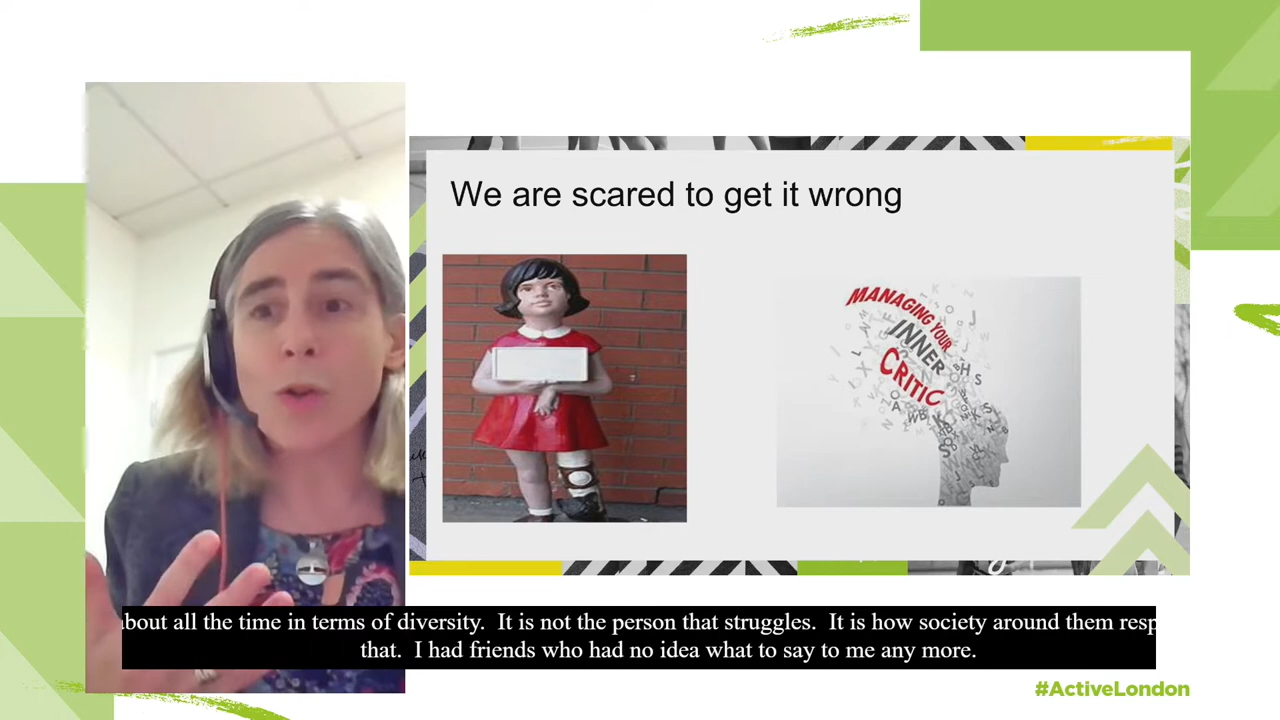 We are scared to get it wrong
MANAGING YOUR
INNER
CRITIC
all the time in terms of diversity.  It is not the person that struggles.  It is how society around them
that.  I had friends who had no idea what to say to me any more.
#ActiveLondon